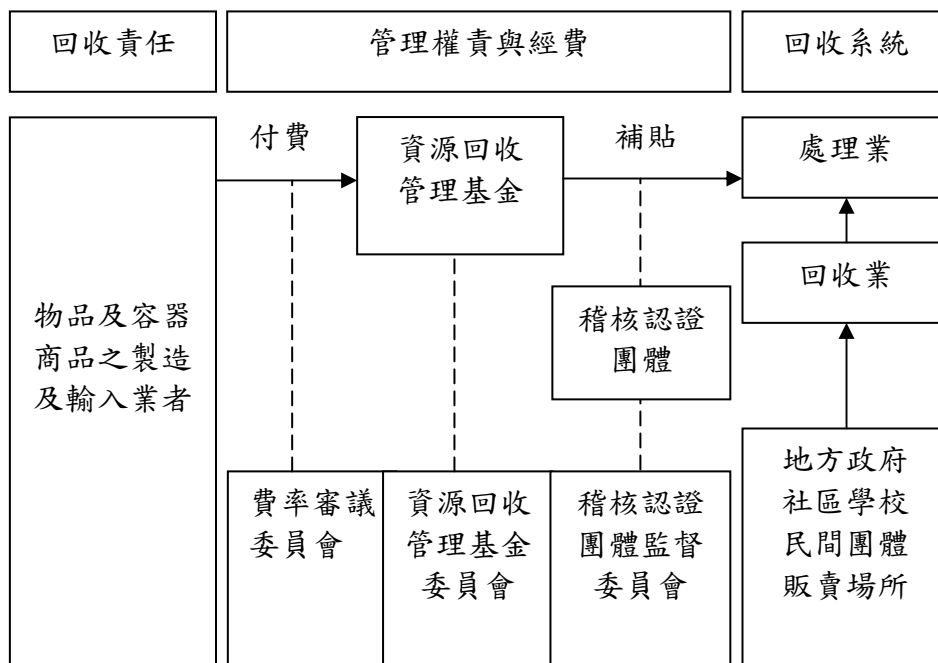 回收責任
管理權責與經費
回收系統
物品及容器
商品之製造
及輸入業者
付費
資源回收
管理基金
補貼
稽核認證
團體
費率審議
委員會
資源回收
管理基金
委員會
稽核認證
團體監督
委員會
處理業
回收業
地方政府
社區學校
民間團體
販賣場所